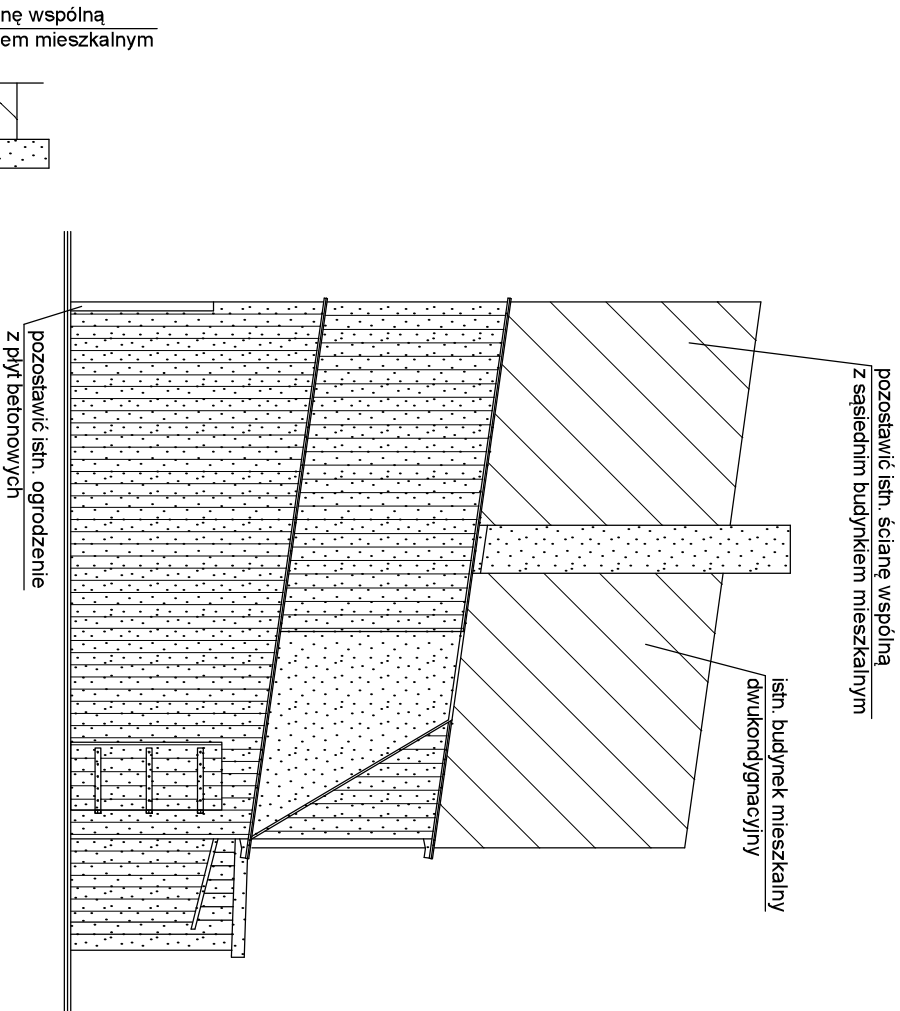 nę wspólną
em mieszkalnym
pozostawić istn. ścianę wspólną
z sąsiednim budynkiem mieszkalnym
istn. budynek mieszkalny
dwukondygnacyjny
pozostawić istn. ogrodzenie
z płyt betonowych